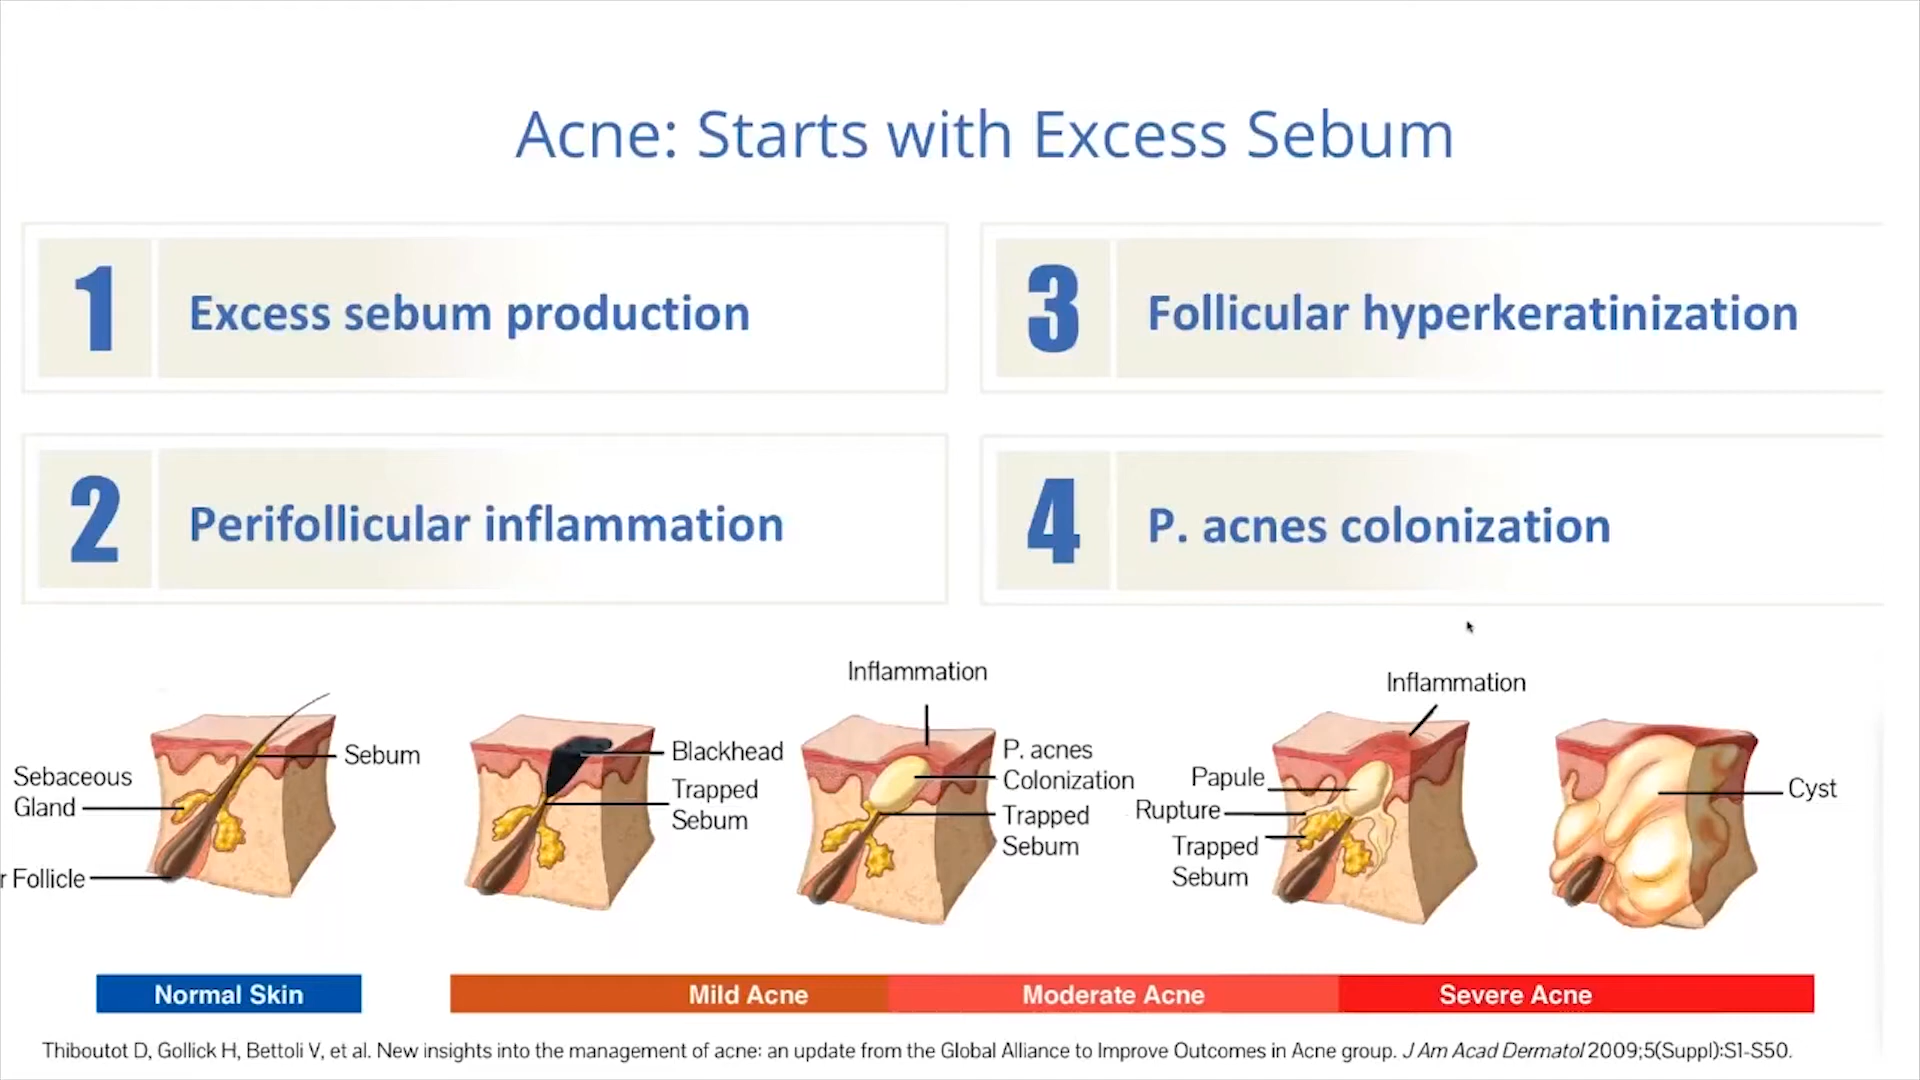 Acne: Starts with Excess Sebum
1
Excess sebum production
2
Perifollicular inflammation
3
Follicular hyperkeratinization
4
P. acnes colonization
Sebum
Sebaceous
Gland
r Follicle
Blackhead
Trapped
Sebum
Inflammation
P. acnes
Colonization
Trapped
Sebum
Inflammation
Papule
Rupture
Trapped
Sebum
Cyst
Normal Skin
Mild Acne
Moderate Acne
Severe Acne
Thiboutot D, Gollick H, Bettoli V, et al. New insights into the management of acne: an update from the Global Alliance to Improve Outcomes in Acne group. J Am Acad Dermatol 2009;5(Suppl):S1-S50.